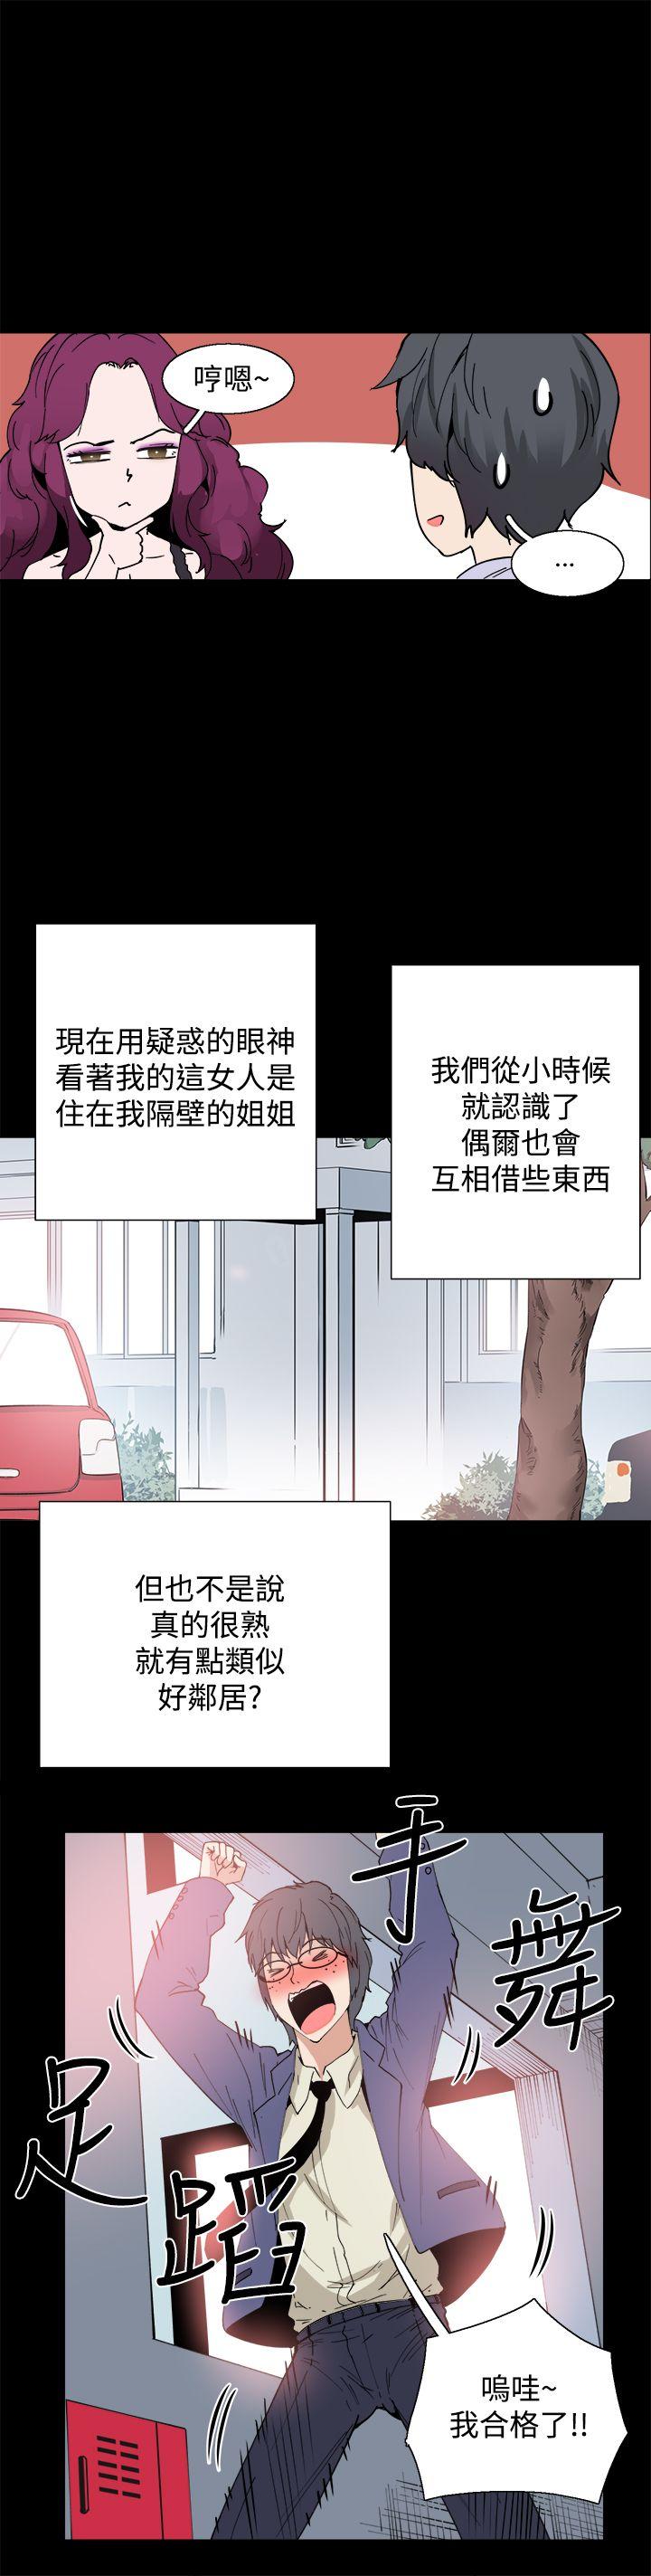 哼嗯~
...
現在用疑惑的眼神
看著我的這女人是
住在我隔壁的姐姐
我們從小時候
就認識了
偶爾也會
互相借些東西
但也不是說
真的很熟
就有點類似
好鄰居?
手
舞
足
蹈
嗚哇~
我合格了!!